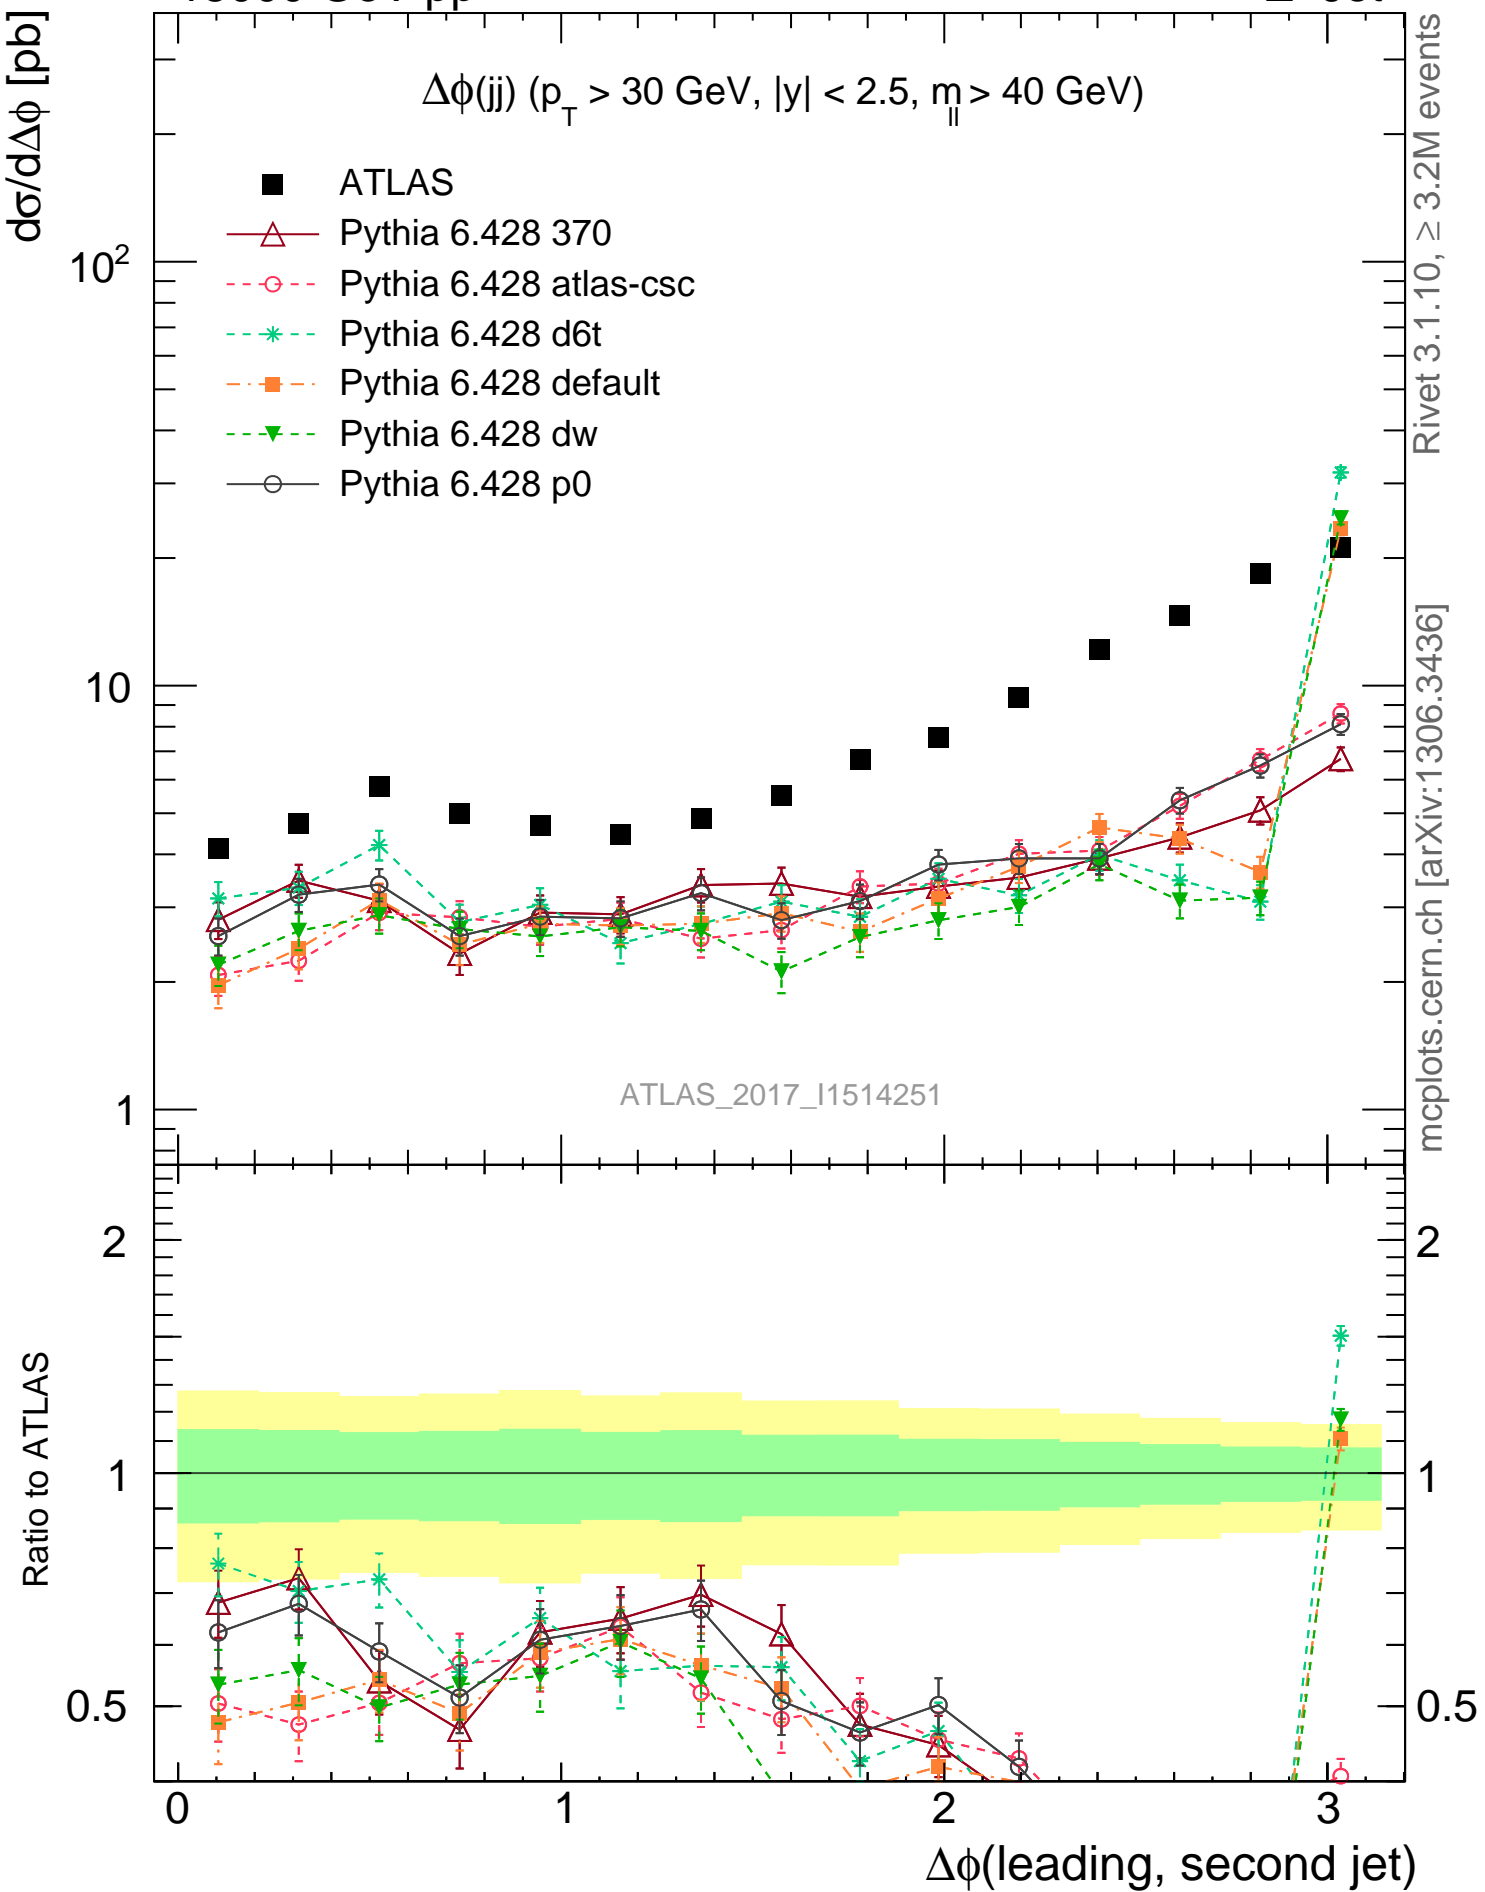 dσ/dΔφ [pb]
Δφ(jj) (p_T > 30 GeV, |y| < 2.5, m_ll > 40 GeV)
ATLAS
Pythia 6.428 370
Pythia 6.428 atlas-csc
Pythia 6.428 d6t
Pythia 6.428 default
Pythia 6.428 dw
Pythia 6.428 p0
10²
10
1
ATLAS_2017_I1514251
Rivet 3.1.10, ≥ 3.2M events
mcplots.cern.ch [arXiv:1306.3436]
Ratio to ATLAS
2
1
0.5
2
1
0.5
0 1 2 3
Δφ(leading, second jet)